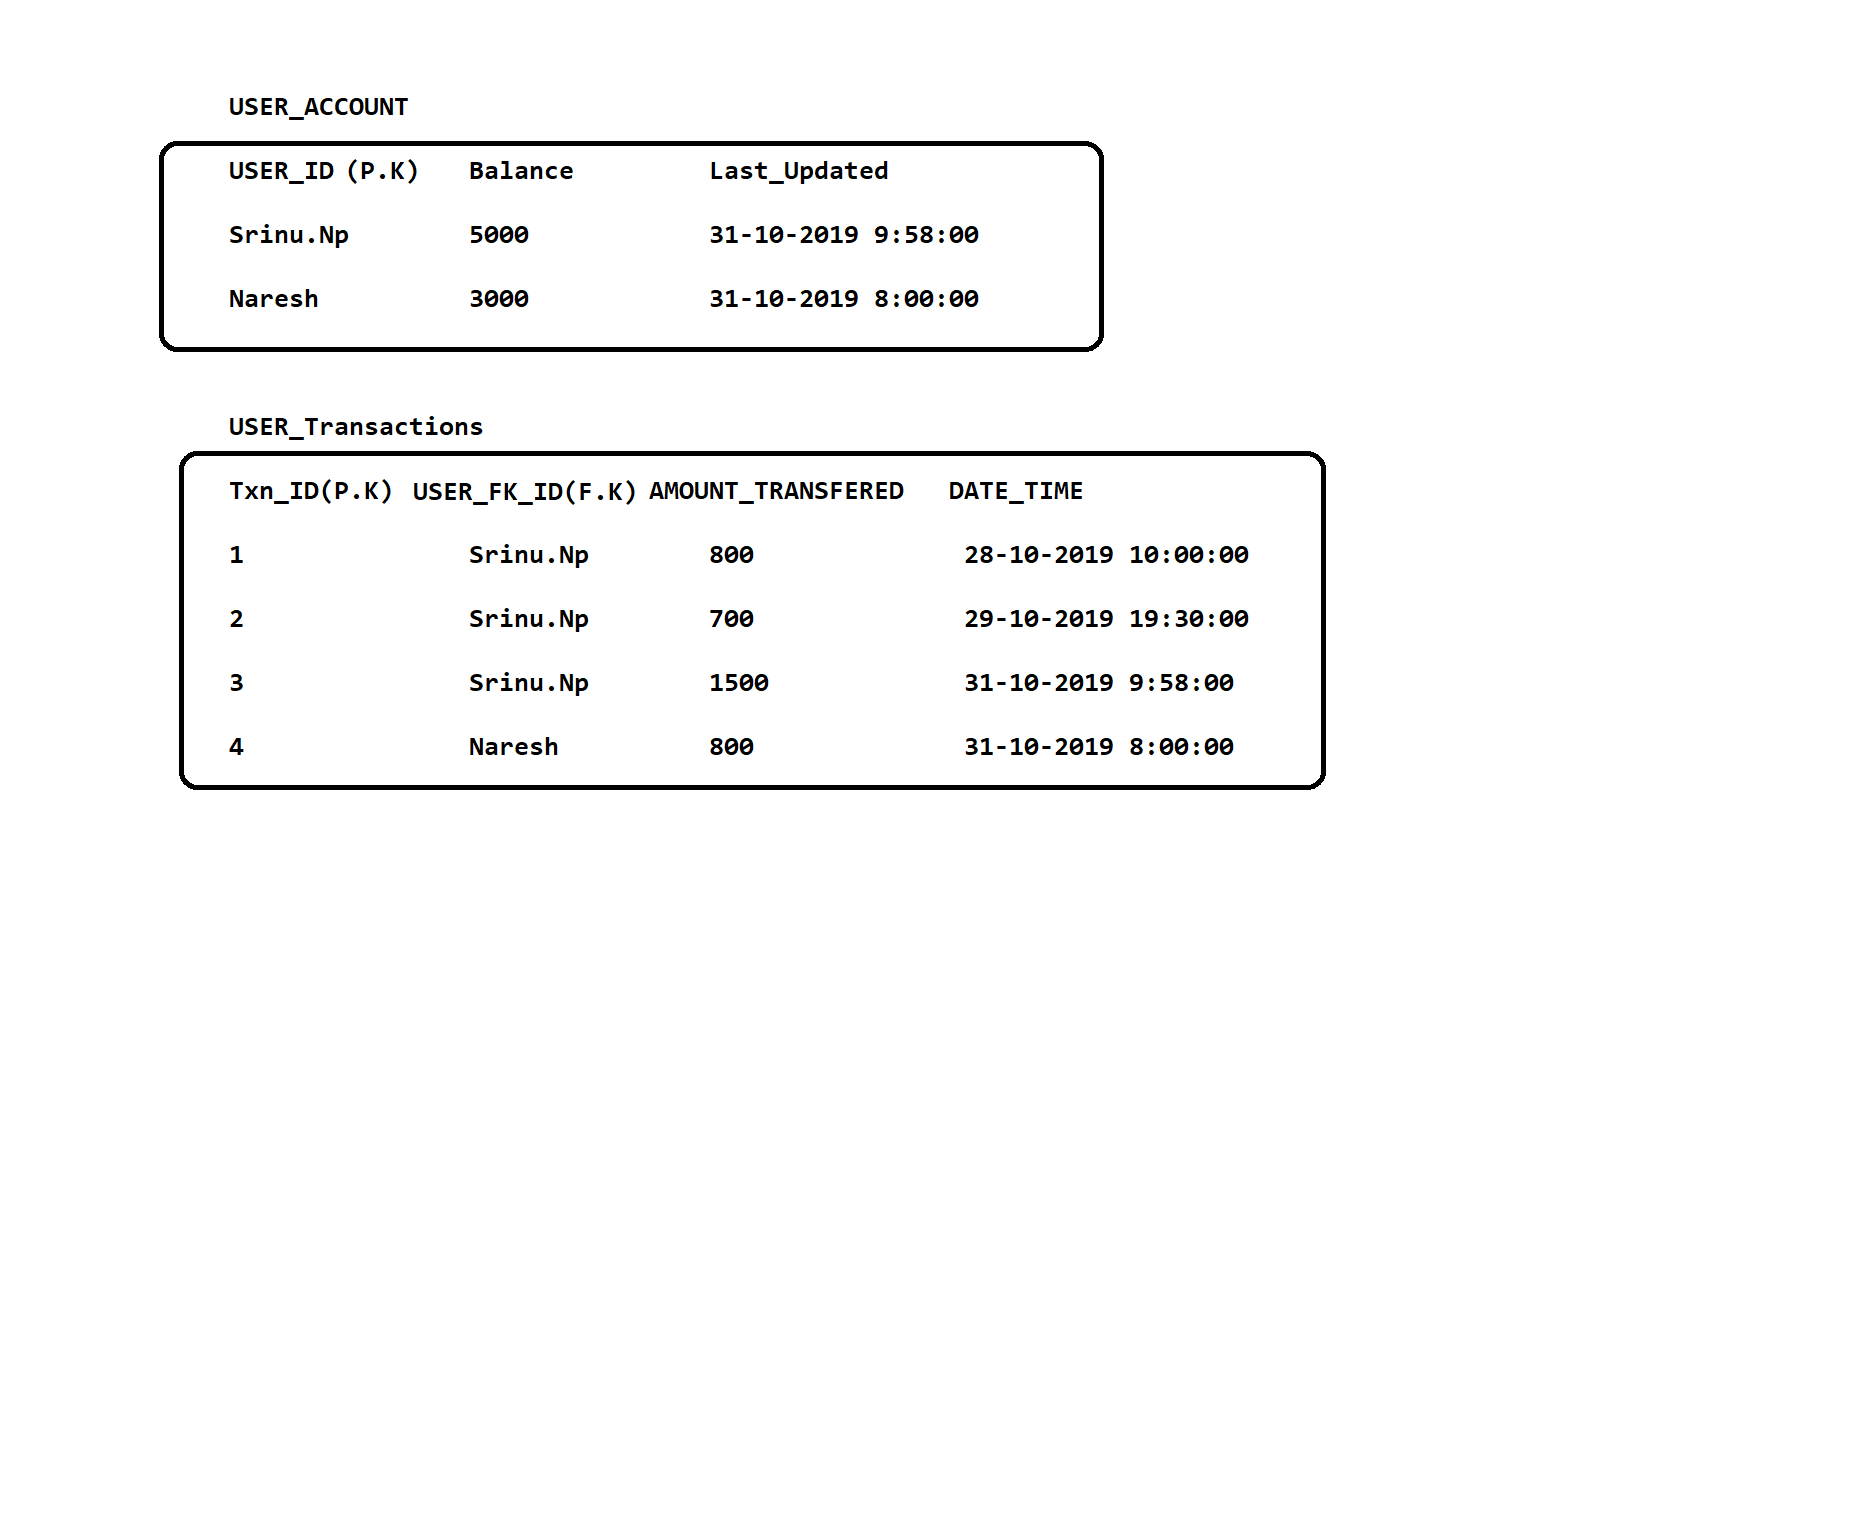 USER_ACCOUNT
USER_ID (P.K) Balance Last_Updated
Srinu.Np 5000 31-10-2019 9:58:00
Naresh 3000 31-10-2019 8:00:00
USER_Transactions
Txn_ID(P.K) USER_FK_ID(F.K) AMOUNT_TRANSFERED DATE_TIME
1 Srinu.Np 800 28-10-2019 10:00:00
2 Srinu.Np 700 29-10-2019 19:30:00
3 Srinu.Np 1500 31-10-2019 9:58:00
4 Naresh 800 31-10-2019 8:00:00